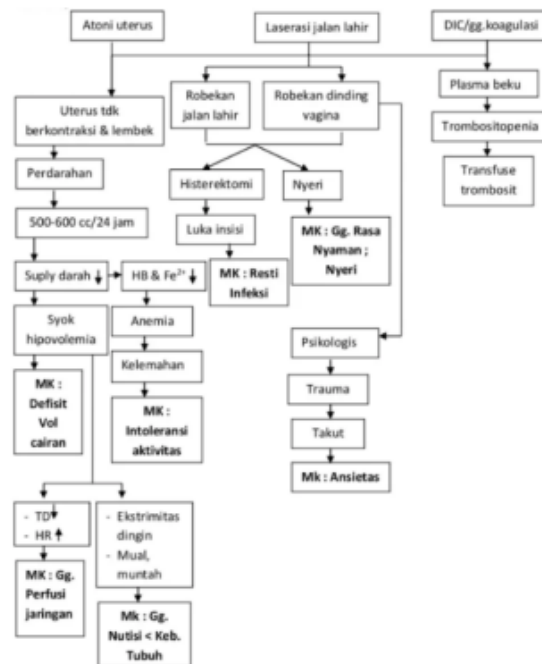 Atoni uterus
Laserasi jalan lahir
DIC/gg.koagulasi
Uterus tdk
berkontraksi & lembek
Robekan
jalan lahir
Robekan dinding
vagina
Plasma beku
Trombositopenia
Transfuse
trombosit
Perdarahan
Histerektomi
Nyeri
500-600 cc/24 jam
Luka insisi
MK : Gg. Rasa
Nyaman ;
Nyeri
Suply darah ↓
HB & Fe²⁺ ↓
MK : Resti
Infeksi
Syok
hipovolemia
Anemia
Psikologis
Kelemahan
Trauma
MK :
Defisit
Vol
cairan
MK :
Intoleransi
aktivitas
Takut
Mk : Ansietas
- TD ↓
- HR ↑
- Ekstrimitas
dingin
- Mual,
muntah
MK : Gg.
Perfusi
jaringan
Mk : Gg.
Nutisi < Keb.
Tubuh